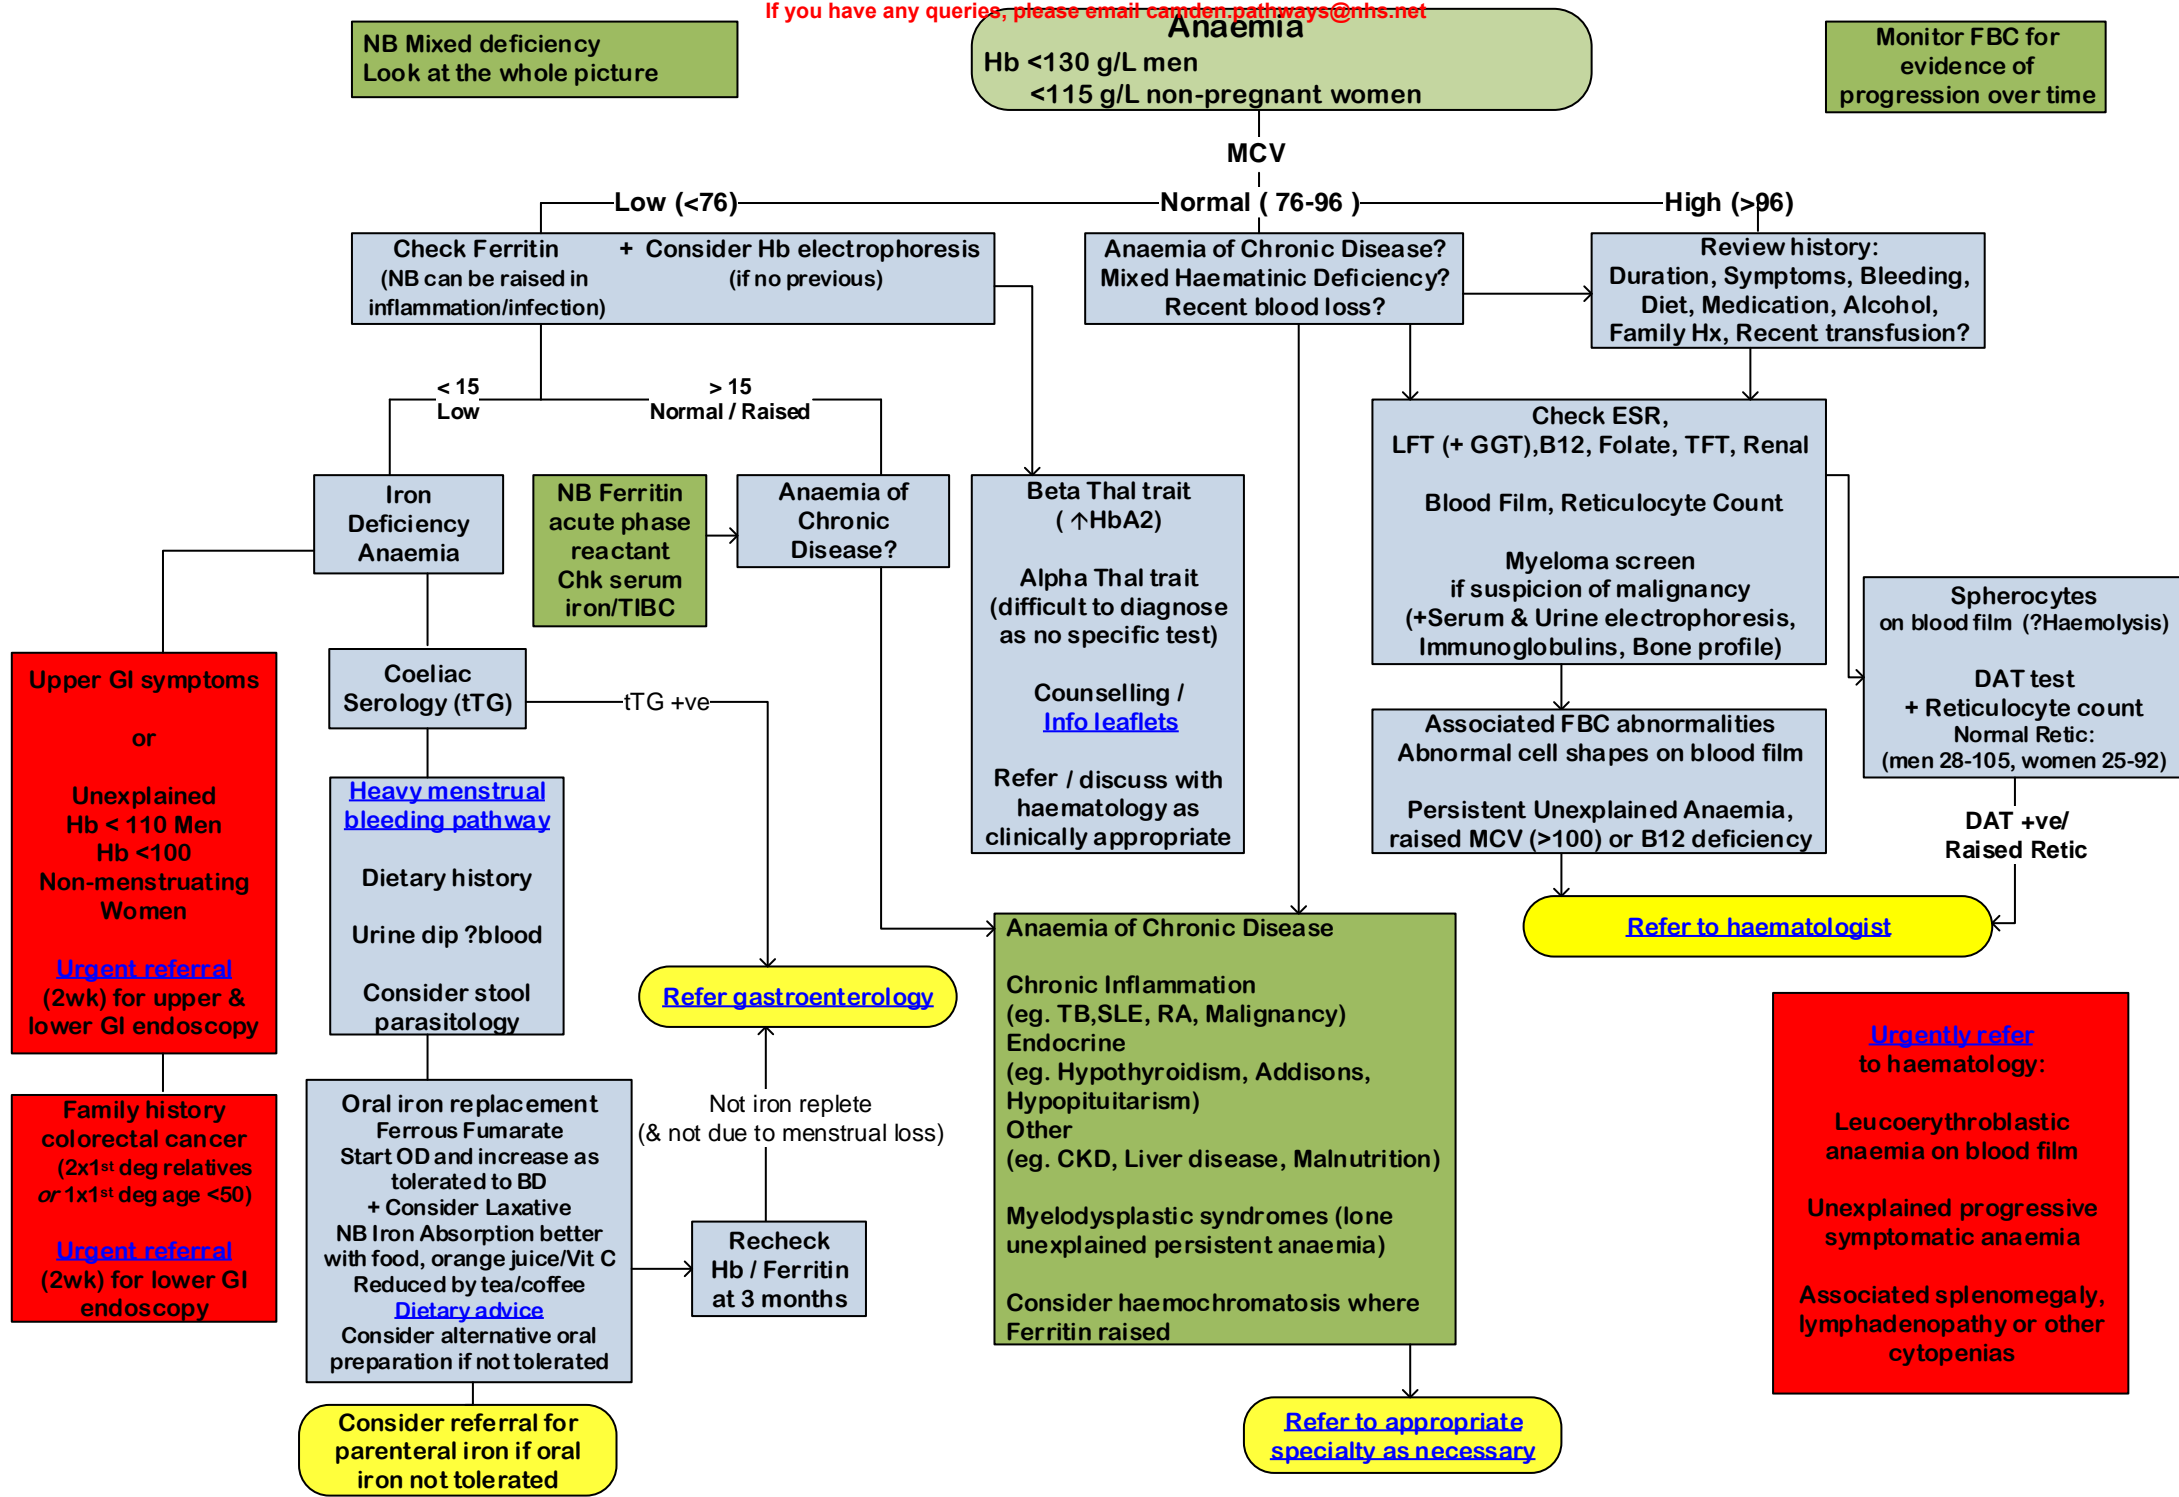 If you have any queries, please email camden.pathways@nhs.net
NB Mixed deficiency
Look at the whole picture
Anaemia
Hb <130 g/L men
<115 g/L non-pregnant women
Monitor FBC for
evidence of
progression over time
MCV
Low (<76)
Normal ( 76-96 )
High (>96)
Check Ferritin
(NB can be raised in
inflammation/infection)
+ Consider Hb electrophoresis
(if no previous)
Anaemia of Chronic Disease?
Mixed Haematinic Deficiency?
Recent blood loss?
Review history:
Duration, Symptoms, Bleeding,
Diet, Medication, Alcohol,
Family Hx, Recent transfusion?
< 15
Low
> 15
Normal / Raised
Iron
Deficiency
Anaemia
NB Ferritin
acute phase
reactant
Chk serum
iron/TIBC
Anaemia of
Chronic
Disease?
Beta Thal trait
( ↑HbA2)
Alpha Thal trait
(difficult to diagnose
as no specific test)
Counselling /
Info leaflets
Refer / discuss with
haematology as
clinically appropriate
Check ESR,
LFT (+ GGT),B12, Folate, TFT, Renal
Blood Film, Reticulocyte Count
Myeloma screen
if suspicion of malignancy
(+Serum & Urine electrophoresis,
Immunoglobulins, Bone profile)
Spherocytes
on blood film (?Haemolysis)
DAT test
+ Reticulocyte count
Normal Retic:
(men 28-105, women 25-92)
Upper GI symptoms
or
Unexplained
Hb < 110 Men
Hb <100
Non-menstruating
Women
Urgent referral
(2wk) for upper &
lower GI endoscopy
Coeliac
Serology (tTG)
tTG +ve
Associated FBC abnormalities
Abnormal cell shapes on blood film
Persistent Unexplained Anaemia,
raised MCV (>100) or B12 deficiency
DAT +ve/
Raised Retic
Heavy menstrual
bleeding pathway
Dietary history
Urine dip ?blood
Consider stool
parasitology
Refer to haematologist
Refer gastroenterology
Anaemia of Chronic Disease
Chronic Inflammation
(eg. TB,SLE, RA, Malignancy)
Endocrine
(eg. Hypothyroidism, Addisons,
Hypopituitarism)
Other
(eg. CKD, Liver disease, Malnutrition)
Myelodysplastic syndromes (lone
unexplained persistent anaemia)
Consider haemochromatosis where
Ferritin raised
Urgently refer
to haematology:
Leucoerythroblastic
anaemia on blood film
Unexplained progressive
symptomatic anaemia
Associated splenomegaly,
lymphadenopathy or other
cytopenias
Family history
colorectal cancer
(2x1st deg relatives
or 1x1st deg age <50)
Urgent referral
(2wk) for lower GI
endoscopy
Oral iron replacement
Ferrous Fumarate
Start OD and increase as
tolerated to BD
+ Consider Laxative
NB Iron Absorption better
with food, orange juice/Vit C
Reduced by tea/coffee
Dietary advice
Consider alternative oral
preparation if not tolerated
Not iron replete
(& not due to menstrual loss)
Recheck
Hb / Ferritin
at 3 months
Consider referral for
parenteral iron if oral
iron not tolerated
Refer to appropriate
specialty as necessary